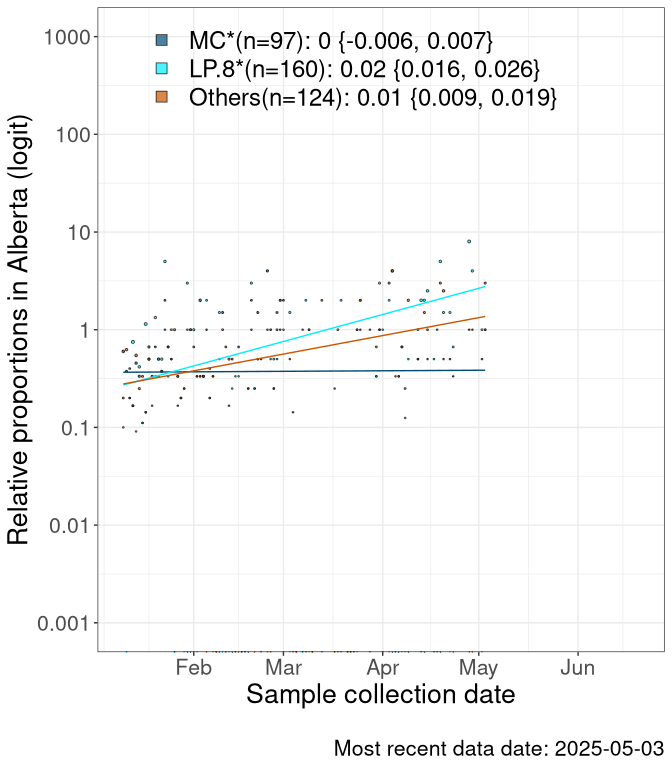 MC*(n=97): 0 {-0.006, 0.007}
LP.8*(n=160): 0.02 {0.016, 0.026}
Others(n=124): 0.01 {0.009, 0.019}
Relative proportions in Alberta (logit)
1000
100
10
1
0.1
0.01
0.001
Feb Mar Apr May Jun
Sample collection date
Most recent data date: 2025-05-03